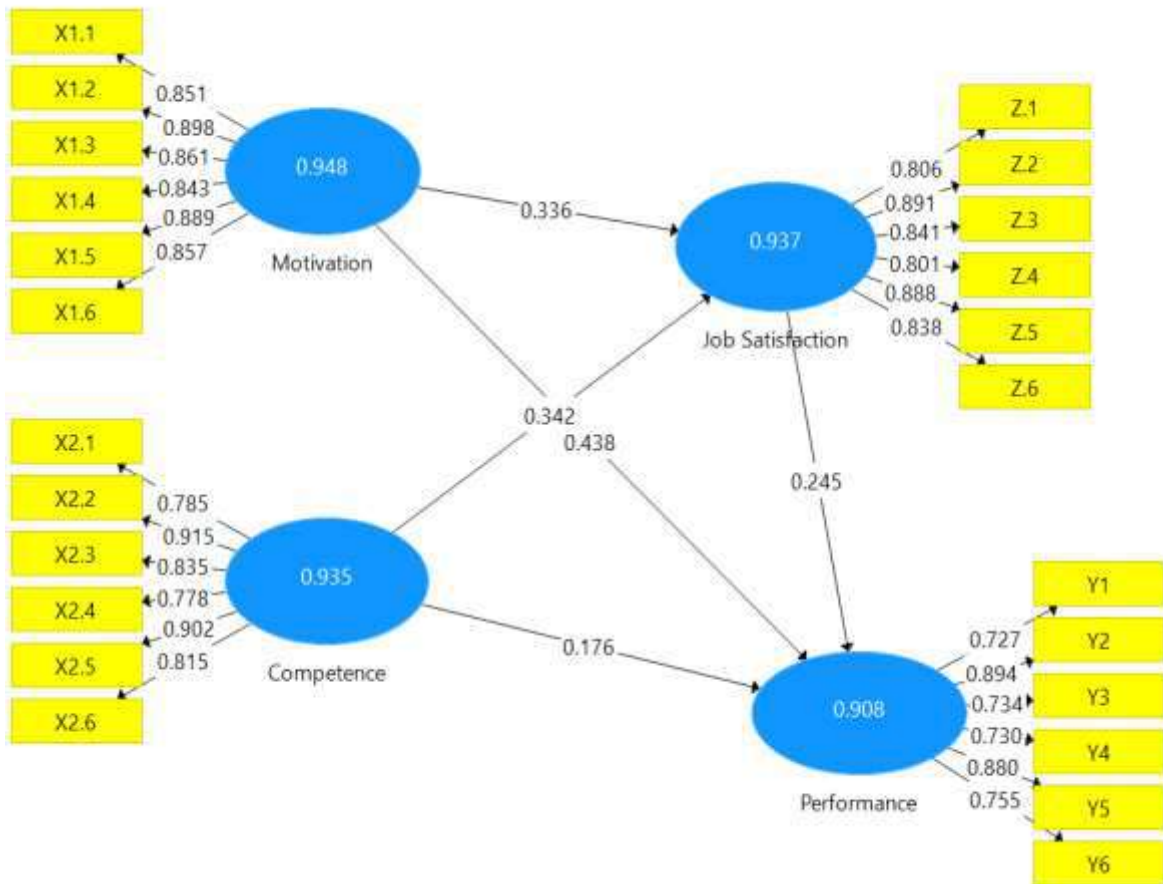 X1.1
X1.2
X1.3
X1.4
X1.5
X1.6
0.851
0.898
0.861
0.843
0.889
0.857
0.948
Motivation
0.336
0.438
X2.1
X2.2
X2.3
X2.4
X2.5
X2.6
0.785
0.915
0.835
0.778
0.902
0.815
0.935
Competence
0.342
0.176
0.937
Job Satisfaction
0.245
0.806
0.891
0.841
0.801
0.888
0.838
Z.1
Z.2
Z.3
Z.4
Z.5
Z.6
0.908
Performance
0.727
0.894
0.734
0.730
0.880
0.755
Y1
Y2
Y3
Y4
Y5
Y6